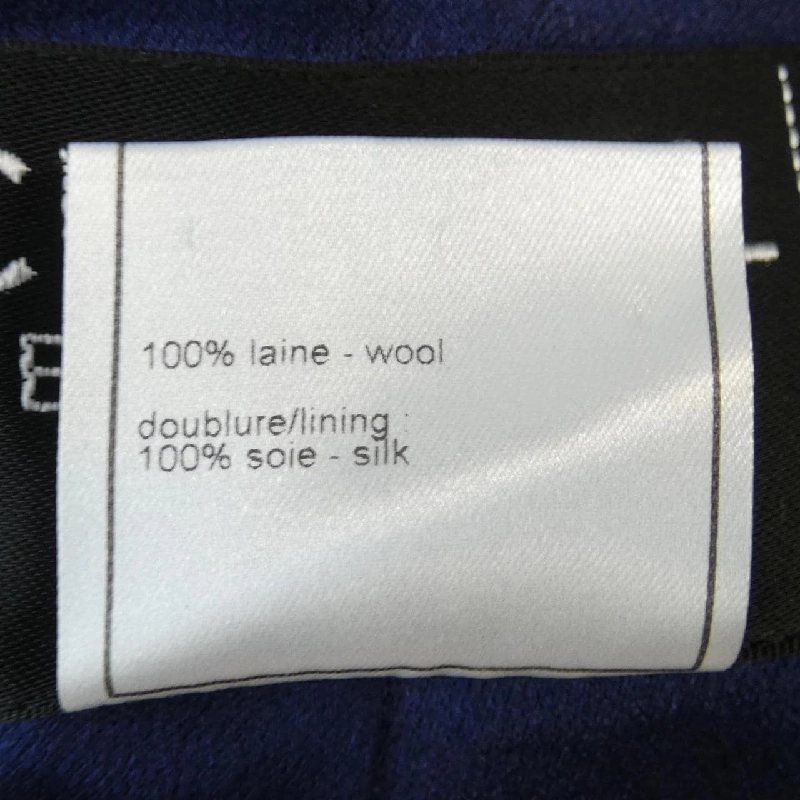 100% laine - wool
doublure/lining :
100% soie - silk